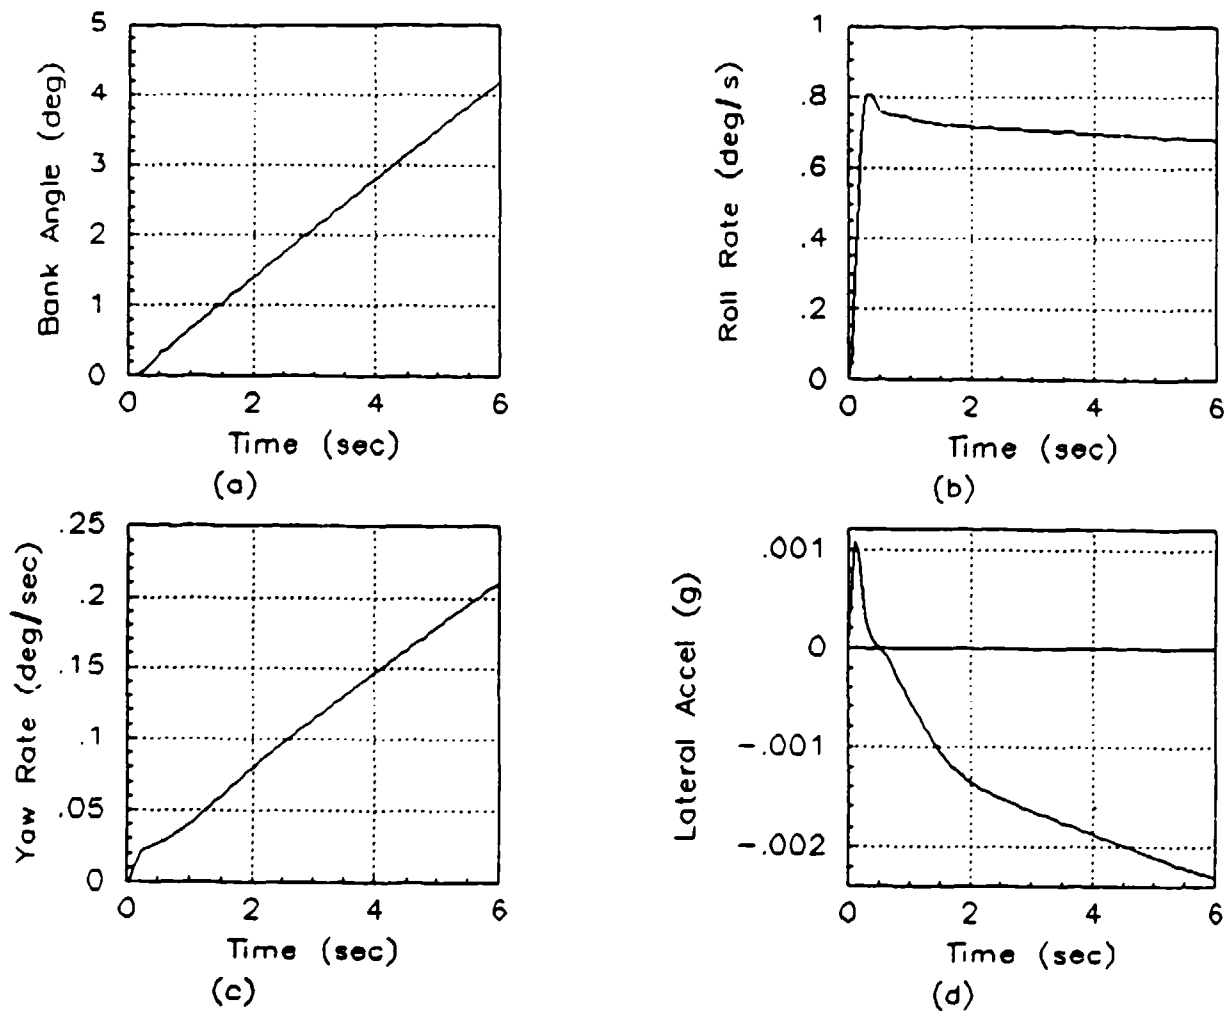 Bank Angle (deg)
5
4
3
2
1
0
0 2 4 6
Time (sec)
(a)
Roll Rate (deg/s)
1
.8
.6
.4
.2
0
0 2 4 6
Time (sec)
(b)
Yaw Rate (deg/sec)
.25
.2
.15
.1
.05
0
0 2 4 6
Time (sec)
(c)
Lateral Accel (g)
.001
0
-.001
-.002
0 2 4 6
Time (sec)
(d)